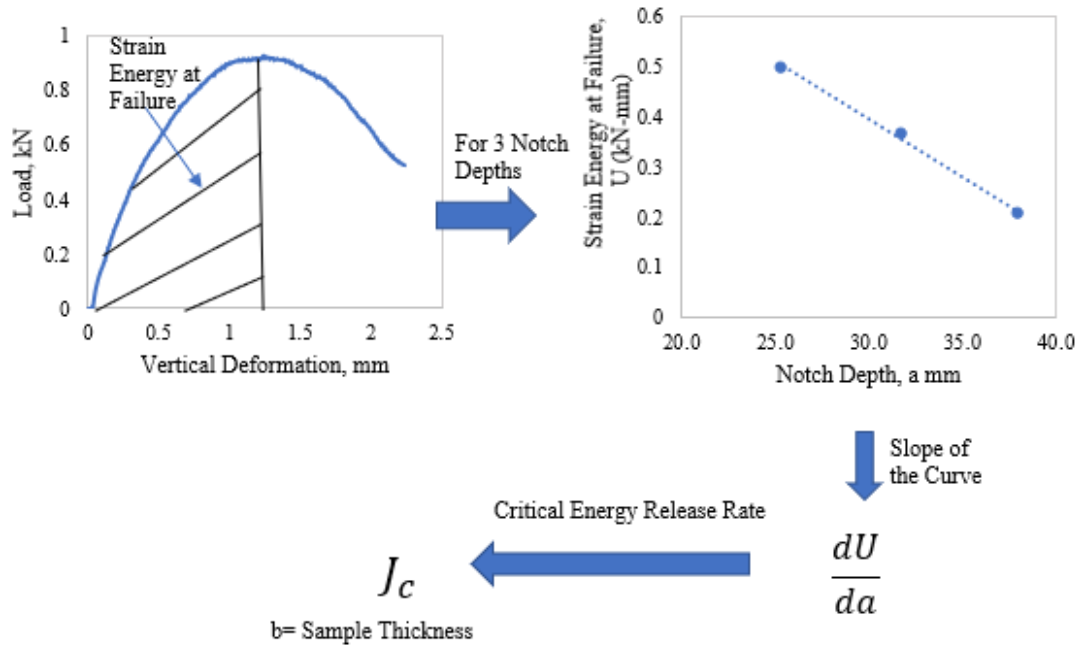 1
0.8
0.6
0.4
0.2
0
Load, kN
Strain
Energy at
Failure
0
0.5
1
1.5
2
2.5
Vertical Deformation, mm
For 3 Notch
Depths
0.6
0.5
0.4
0.3
0.2
0.1
0
Strain Energy at Failure,
U (kN-mm)
20.0
25.0
30.0
35.0
40.0
Notch Depth, a mm
Slope of
the Curve
Critical Energy Release Rate
dU
da
J_c
b= Sample Thickness